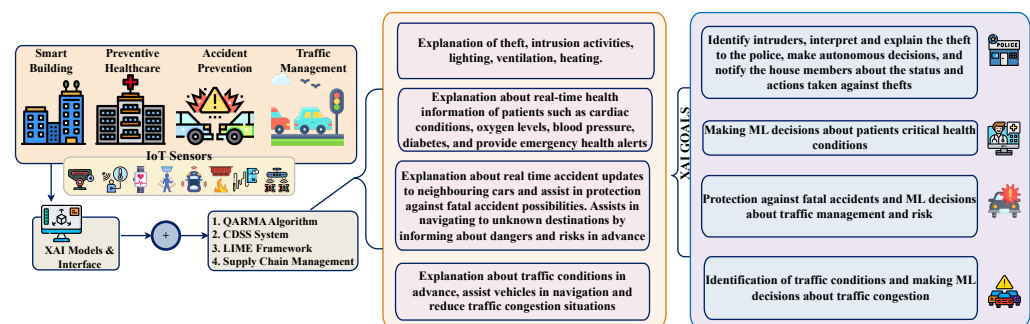 Smart
Building
Preventive
Healthcare
Accident
Prevention
Traffic
Management
IoT Sensors
XAI Models &
Interface
+
1. QARMA Algorithm
2. CDSS System
3. LIME Framework
4. Supply Chain Management
Explanation of theft, intrusion activities,
lighting, ventilation, heating.
Explanation about real-time health
information of patients such as cardiac
conditions, oxygen levels, blood pressure,
diabetes, and provide emergency health alerts
Explanation about real time accident updates
to neighbouring cars and assist in protection
against fatal accident possibilities. Assists in
navigating to unknown destinations by
informing about dangers and risks in advance
Explanation about traffic conditions in
advance, assist vehicles in navigation and
reduce traffic congestion situations
XAI GOALS
Identify intruders, interpret and explain the theft
to the police, make autonomous decisions, and
notify the house members about the status and
actions taken against thefts
POLICE
Making ML decisions about patients critical health
conditions
Protection against fatal accidents and ML decisions
about traffic management and risk
Identification of traffic conditions and making ML
decisions about traffic congestion